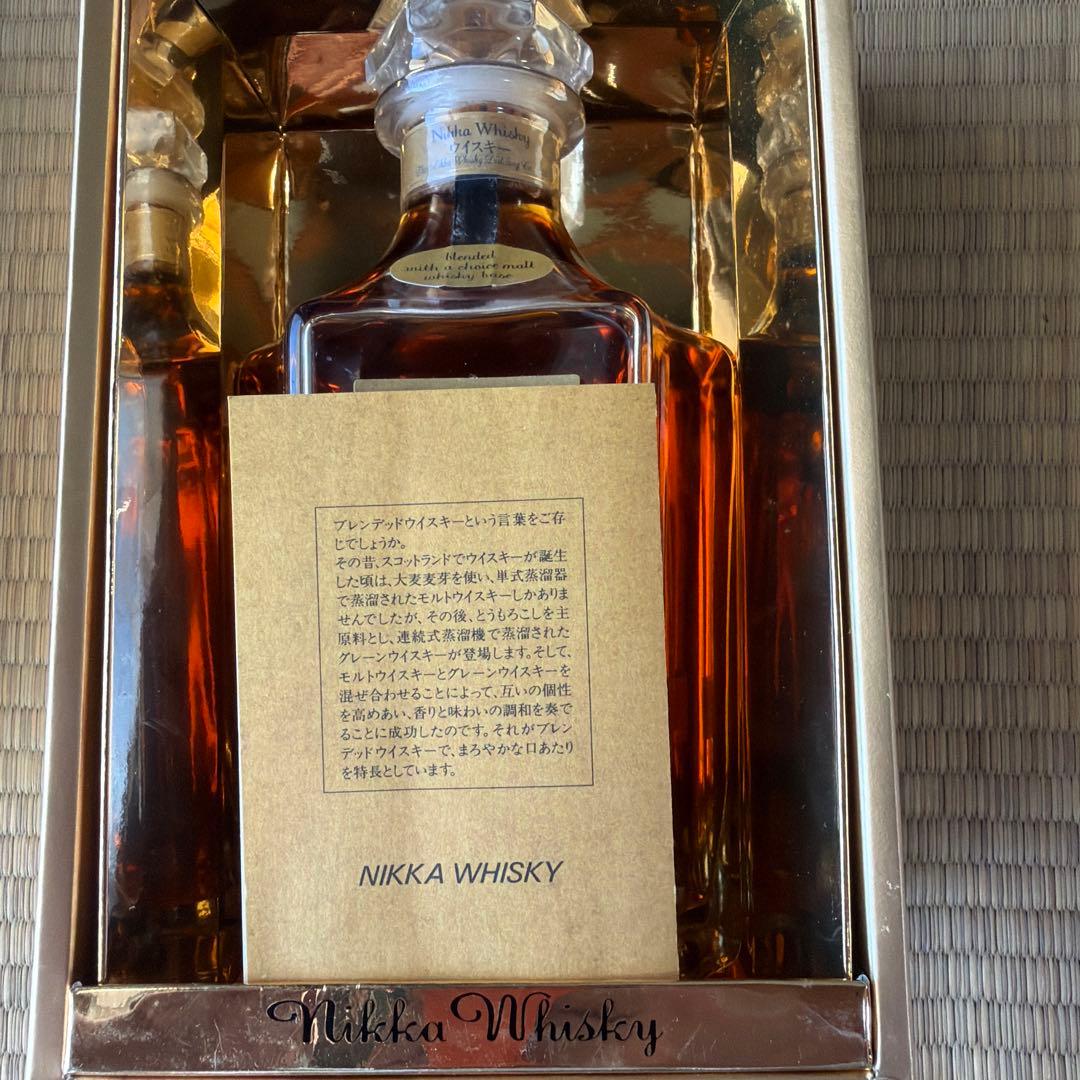 Nikka Whisky
ウイスキー
Whisky Distilling Co
blended
with a choice malt
whisky base
ブレンデッドウイスキーという言葉をご存
じでしょうか。
その昔、スコットランドでウイスキーが誕生
した頃は、大麦麦芽を使い、単式蒸溜器
で蒸溜されたモルトウイスキーしかありま
せんでしたが、その後、とうもろこしを主
原料とし、連続式蒸溜機で蒸溜された
グレーンウイスキーが登場します。そして、
モルトウイスキーとグレーンウイスキーを
混ぜ合わせることによって、互いの個性
を高めあい、香りと味わいの調和を奏で
ることに成功したのです。それがブレン
デッドウイスキーで、まろやかな口あたり
を特長としています。
NIKKA WHISKY
Nikka Whisky